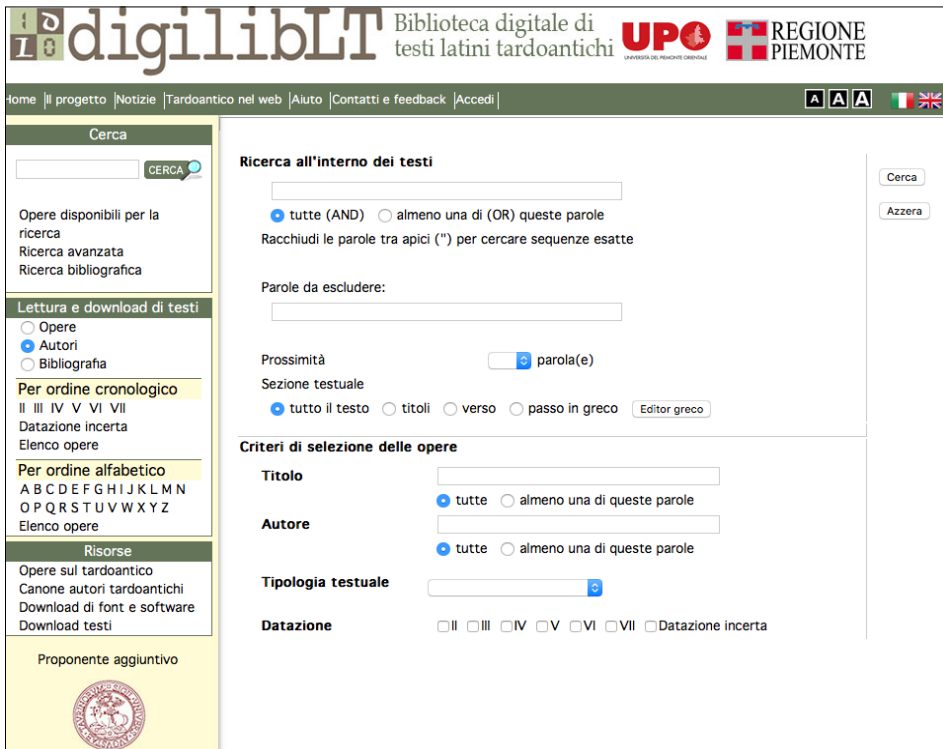 digilibLT
Biblioteca digitale di
testi latini tardoantichi
UPO
UNIVERSITÀ DEL PIEMONTE ORIENTALE
REGIONE
PIEMONTE
Home |Il progetto |Notizie |Tardoantico nel web |Aiuto |Contatti e feedback |Accedi|
A A A
Cerca
CERCA
Opere disponibili per la
ricerca
Ricerca avanzata
Ricerca bibliografica
Lettura e download di testi
Opere
Autori
Bibliografia
Per ordine cronologico
II III IV V VI VII
Datazione incerta
Elenco opere
Per ordine alfabetico
A B C D E F G H I J K L M N
O P Q R S T U V W X Y Z
Elenco opere
Risorse
Opere sul tardoantico
Canone autori tardoantichi
Download di font e software
Download testi
Proponente aggiuntivo
Ricerca all'interno dei testi
tutte (AND) almeno una di (OR) queste parole
Racchiudi le parole tra apici (") per cercare sequenze esatte
Parole da escludere:
Prossimità parola(e)
Sezione testuale
tutto il testo titoli verso passo in greco Editor greco
Criteri di selezione delle opere
Titolo
tutte almeno una di queste parole
Autore
tutte almeno una di queste parole
Tipologia testuale
Datazione II III IV V VI VII Datazione incerta
Cerca
Azzera